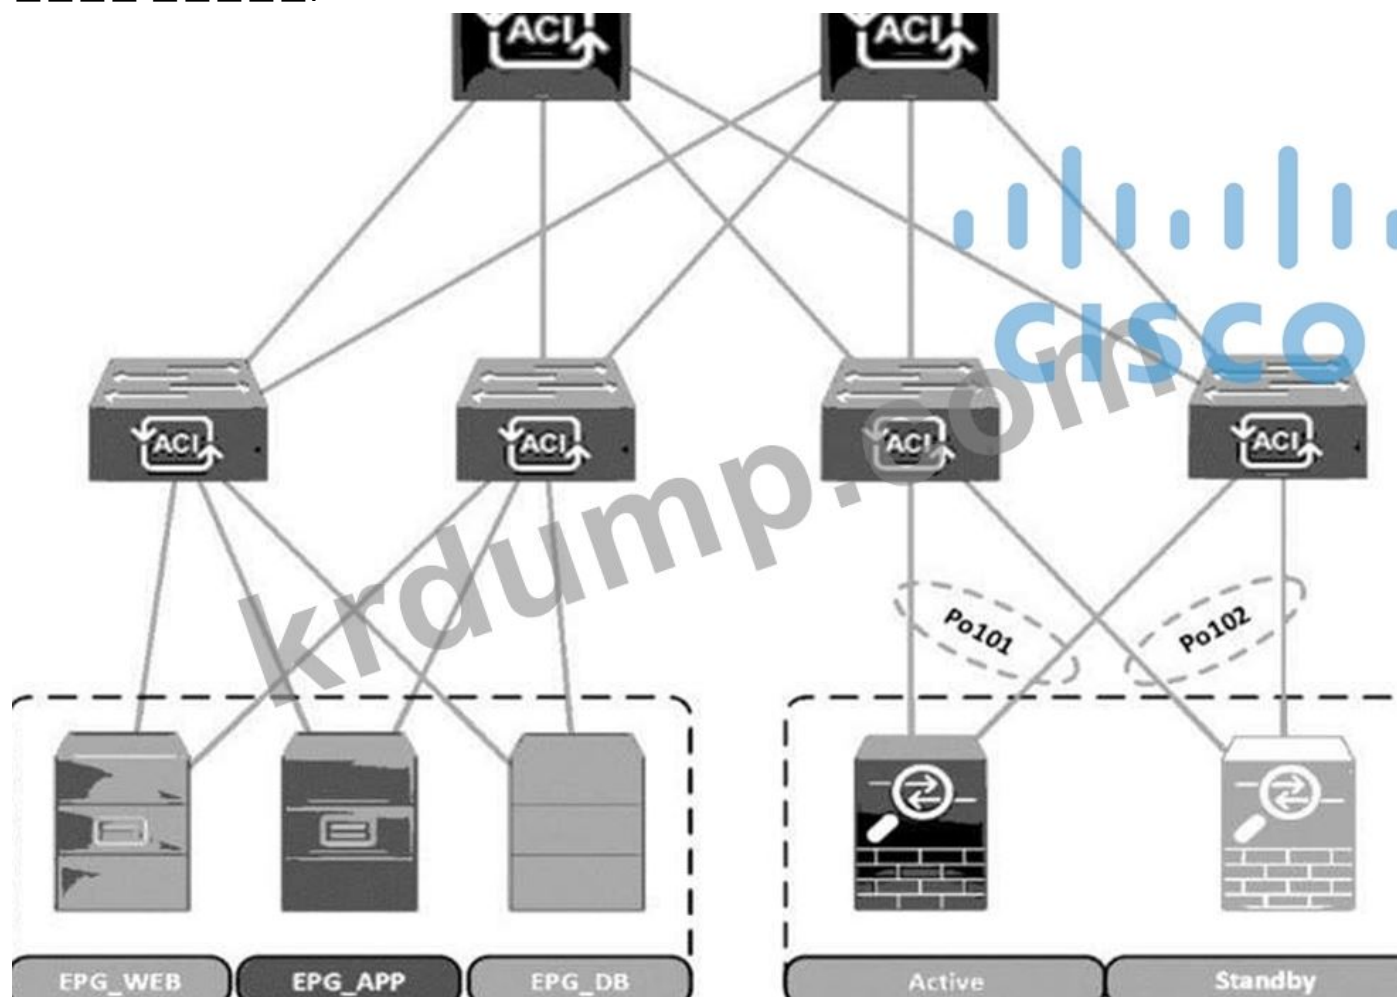 ACI
ACI
CISCO
ACI
ACI
ACI
ACI
krdump.com
Po101
Po102
EPG_WEB
EPG_APP
EPG_DB
Active
Standby